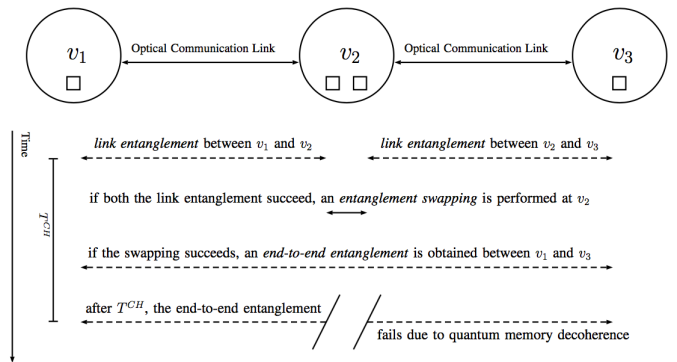 v₁ Optical Communication Link v₂ Optical Communication Link v₃
Time
link entanglement between v₁ and v₂ link entanglement between v₂ and v₃
if both the link entanglement succeed, an entanglement swapping is performed at v₂
T^{CH}
if the swapping succeeds, an end-to-end entanglement is obtained between v₁ and v₃
after T^{CH}, the end-to-end entanglement
fails due to quantum memory decoherence